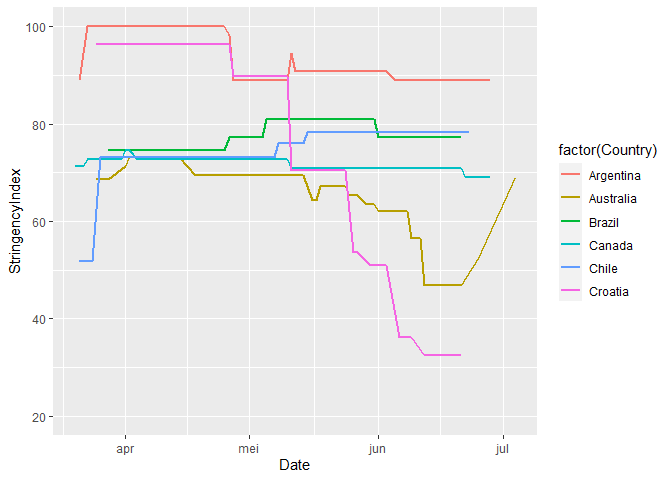 StringencyIndex
100
80
60
40
20
apr
mei
jun
jul
Date
factor(Country)
Argentina
Australia
Brazil
Canada
Chile
Croatia